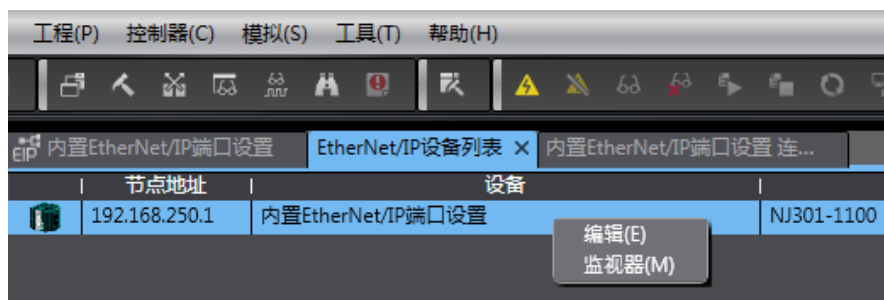 工程(P) 控制器(C) 模拟(S) 工具(T) 帮助(H)
EIP 内置EtherNet/IP端口设置 EtherNet/IP设备列表 × 内置EtherNet/IP端口设置 连...
节点地址 设备
192.168.250.1 内置EtherNet/IP端口设置 NJ301-1100
编辑(E)
监视器(M)